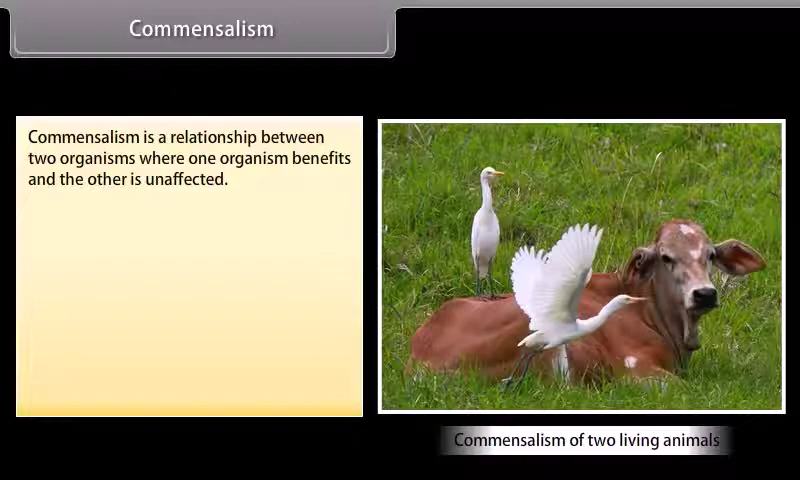 Commensalism
Commensalism is a relationship between
two organisms where one organism benefits
and the other is unaffected.
Commensalism of two living animals